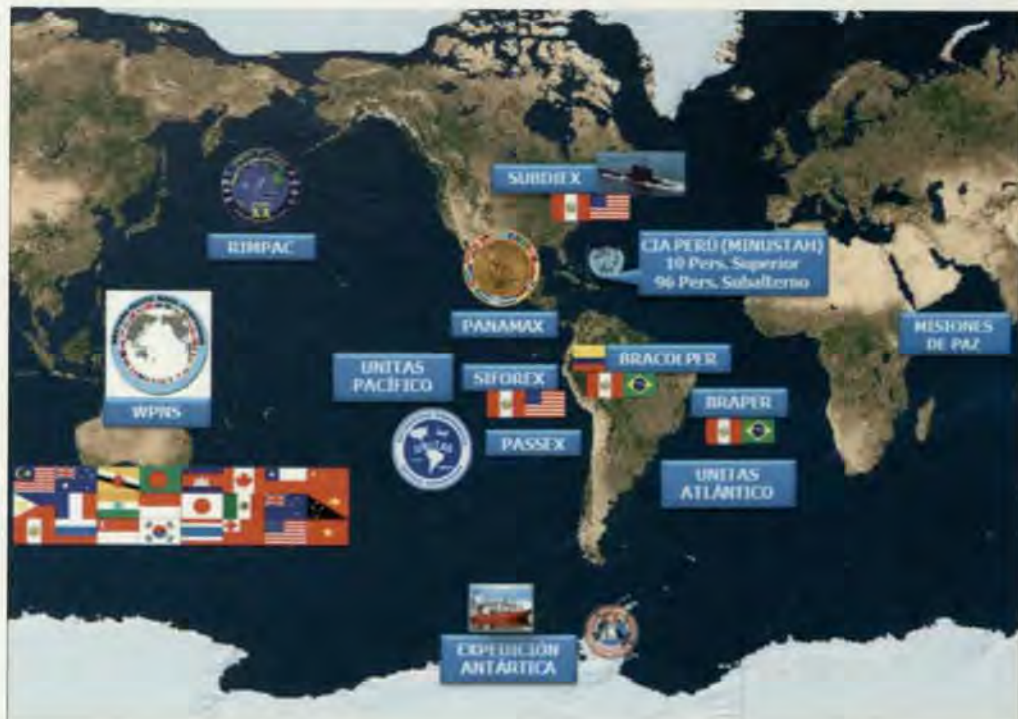 SUBDIEX
RIMPAC
CIA PERÚ (MINUSTAH)
10 Pers. Superior
96 Pers. Subalterno
PANAMAX
MISIONES
DE PAZ
UNITAS
PACÍFICO
SIFOREX
BRACOLPER
WPNS
BRAPER
PASSEX
UNITAS
UNITAS
ATLÁNTICO
EXPEDICIÓN
ANTÁRTICA